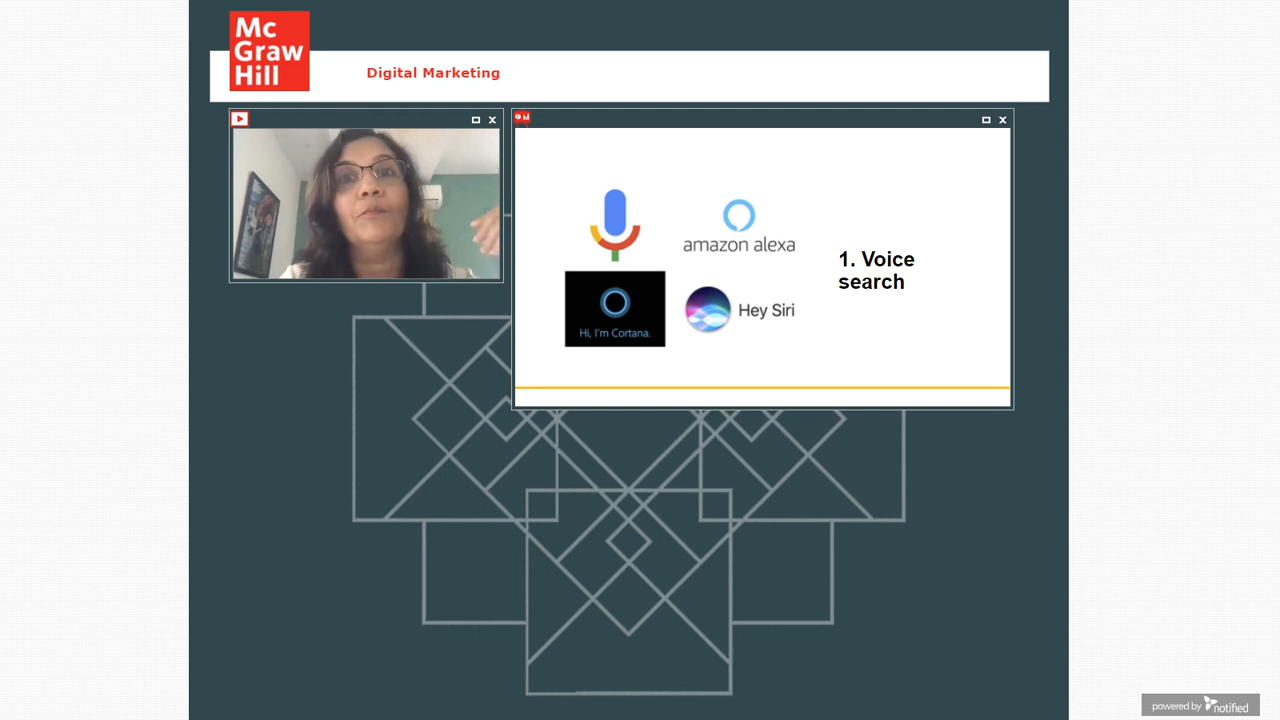 Mc
Graw
Hill
Digital Marketing
amazon alexa
1. Voice
search
Hi, I'm Cortana.
Hey Siri
powered by notified